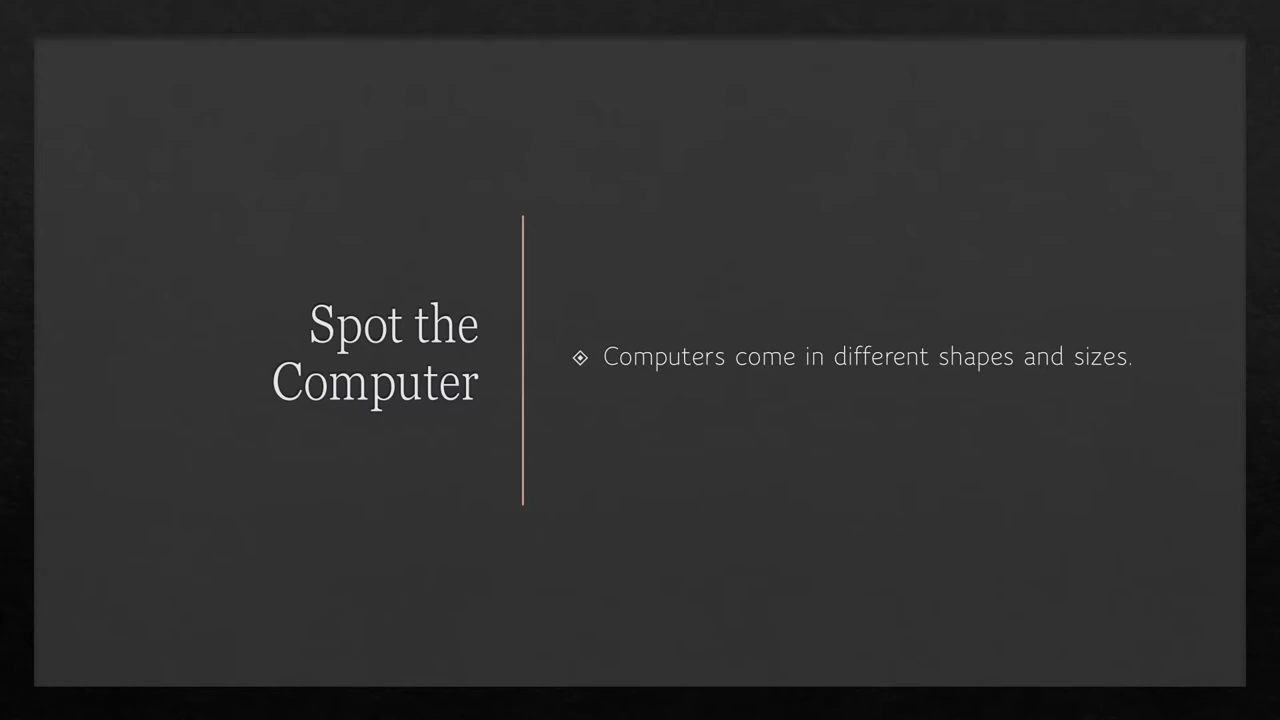 Spot the
Computer
Computers come in different shapes and sizes.